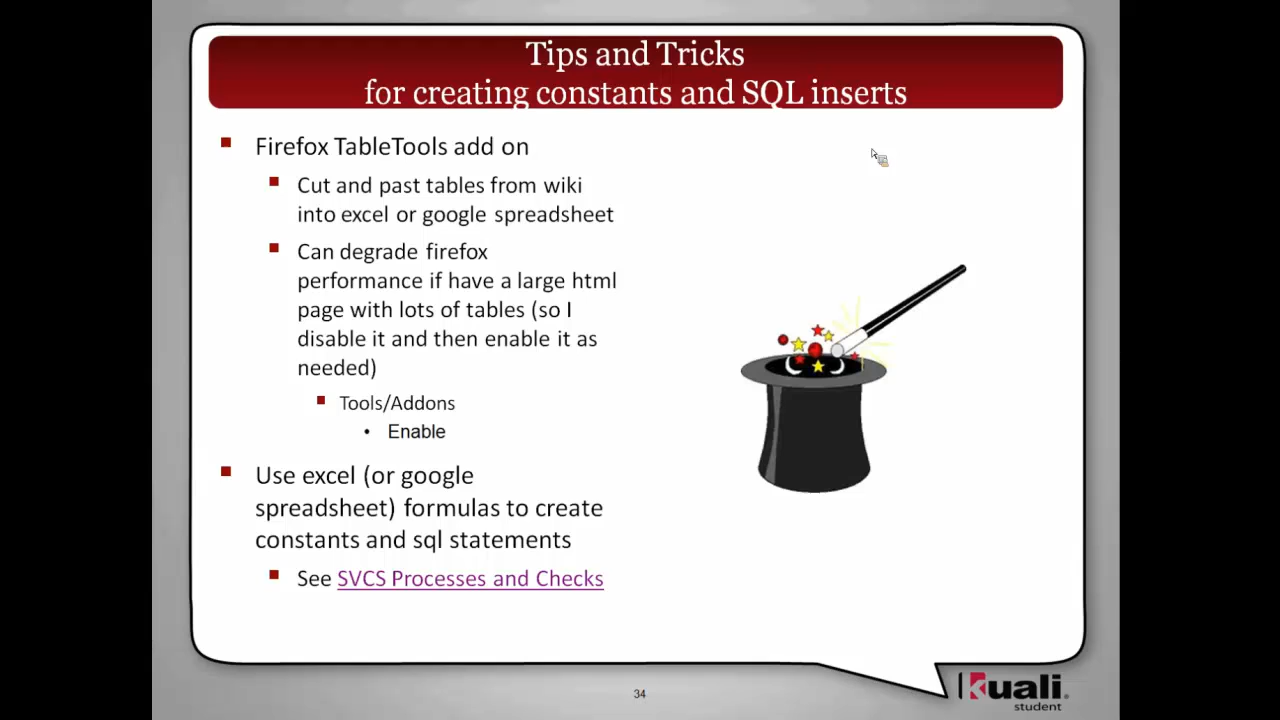 Tips and Tricks
for creating constants and SQL inserts
Firefox TableTools add on
Cut and past tables from wiki
into excel or google spreadsheet
Can degrade firefox
performance if have a large html
page with lots of tables (so I
disable it and then enable it as
needed)
Tools/Addons
Enable
Use excel (or google
spreadsheet) formulas to create
constants and sql statements
See SVCS Processes and Checks
34
Kuali
student